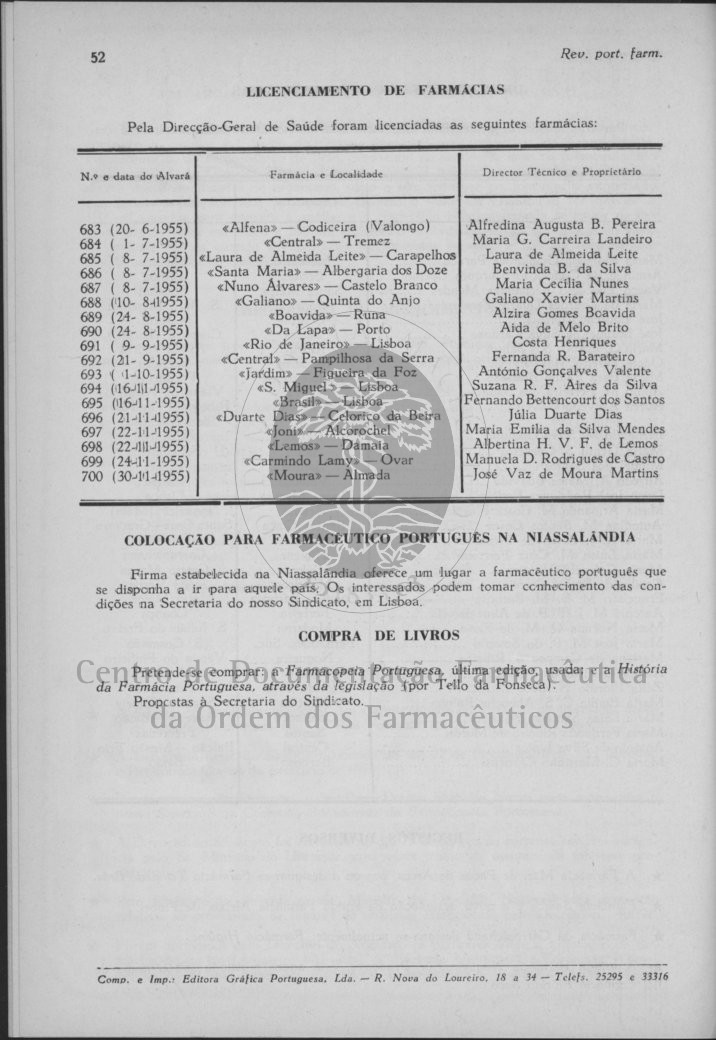 52
Rev. port. farm.
LICENCIAMENTO DE FARMÁCIAS
Pela Direcção-Geral de Saúde foram licenciadas as seguintes farmácias:
N.º e data do Alvará Farmácia e Localidade Director Técnico e Proprietário
683 (20- 6-1955) «Alfena» — Codiceira (Valongo) Alfredina Augusta B. Pereira
684 ( 1- 7-1955) «Central» — Tremez Maria G. Carreira Landeiro
685 ( 8- 7-1955) «Laura de Almeida Leite» — Carapelhos Laura de Almeida Leite
686 ( 8- 7-1955) «Santa Maria» — Albergaria dos Doze Benvinda B. da Silva
687 ( 8- 7-1955) «Nuno Álvares» — Castelo Branco Maria Cecília Nunes
688 (10- 8-1955) «Galiano» — Quinta do Anjo Galiano Xavier Martins
689 (24- 8-1955) «Boavida» — Runa Alzira Gomes Boavida
690 (24- 8-1955) «Da Lapa» — Porto Aida de Melo Brito
691 ( 9- 9-1955) «Rio de Janeiro» — Lisboa Costa Henriques
692 (21- 9-1955) «Central» — Pampilhosa da Serra Fernanda R. Barateiro
693 ( 1-10-1955) «Jardim» — Figueira da Foz António Gonçalves Valente
694 (16-11-1955) «S. Miguel» — Lisboa Suzana R. F. Aires da Silva
695 (16-11-1955) «Brasil» — Lisboa Fernando Bettencourt dos Santos
696 (21-11-1955) «Duarte Dias» — Celorico da Beira Júlia Duarte Dias
697 (22-11-1955) «Joni» — Alcorochel Maria Emília da Silva Mendes
698 (22-11-1955) «Lemos» — Damaia Albertina H. V. F. de Lemos
699 (24-11-1955) «Carmindo Lamy» — Ovar Manuela D. Rodrigues de Castro
700 (30-11-1955) «Moura» — Almada José Vaz de Moura Martins
COLOCAÇÃO PARA FARMACÊUTICO PORTUGUÊS NA NIASSALÂNDIA
Firma estabelecida na Niassalândia oferece um lugar a farmacêutico português que
se disponha a ir para aquele país. Os interessados podem tomar conhecimento das con-
dições na Secretaria do nosso Sindicato, em Lisboa.
COMPRA DE LIVROS
Pretende-se comprar: a Farmacopeia Portuguesa, última edição, usada; e a História
da Farmácia Portuguesa, através da legislação (por Tello da Fonseca).
Propostas à Secretaria do Sindicato.
Centro de Documentação Farmacêutica
da Ordem dos Farmacêuticos
Comp. e Imp.: Editora Gráfica Portuguesa, Lda. — R. Nova do Loureiro, 18 a 34 — Telefs. 25295 e 33316